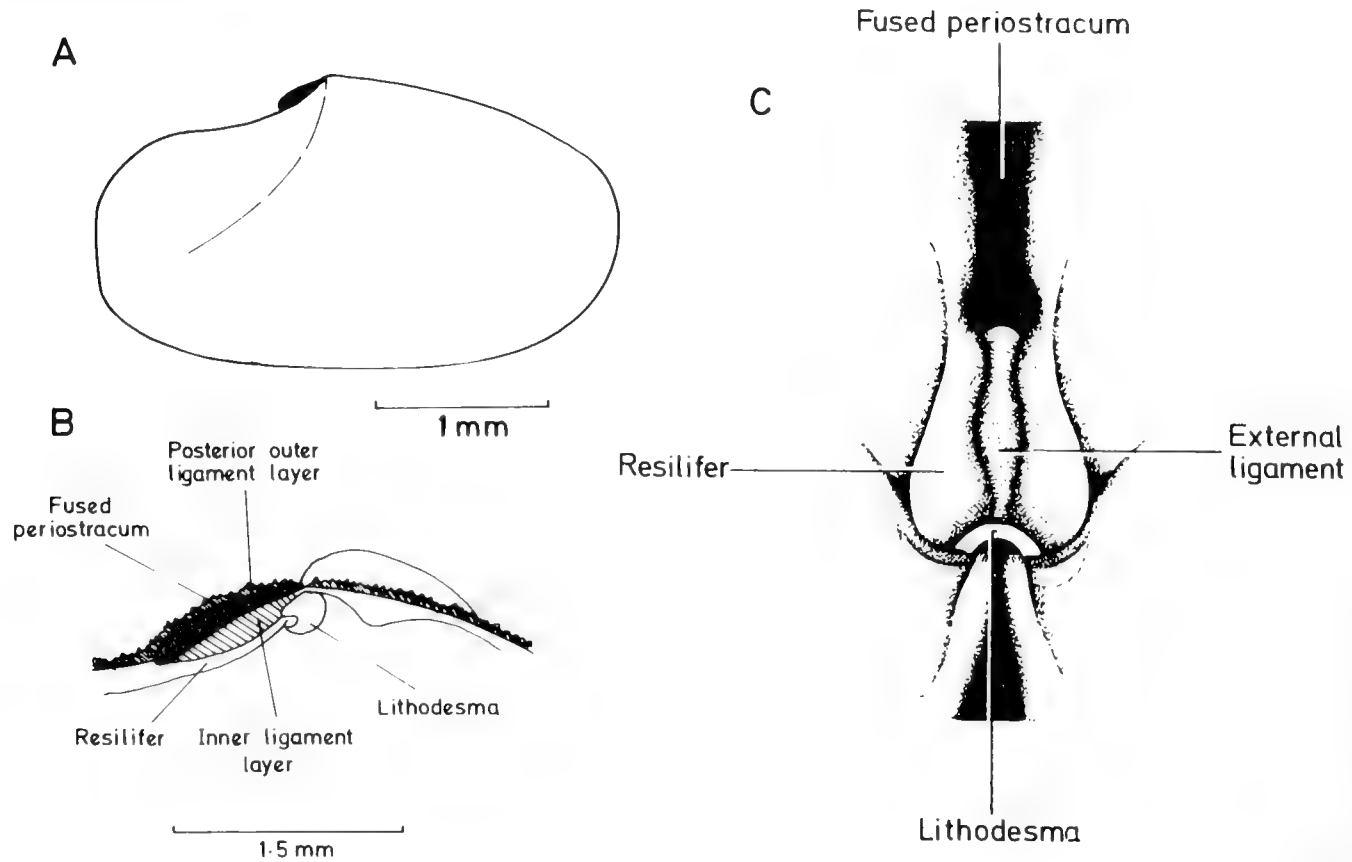 A
1 mm
B
Posterior outer
ligament layer
Fused
periostracum
Lithodesma
Resilifer
Inner ligament
layer
1·5 mm
C
Fused periostracum
Resilifer
External
ligament
Lithodesma